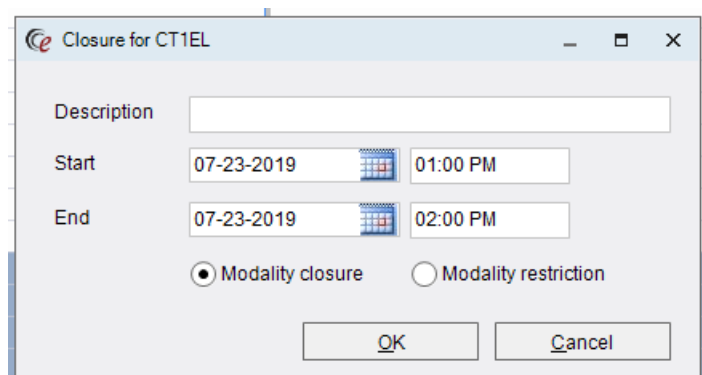 Closure for CT1EL
Description
Start 07-23-2019 01:00 PM
End 07-23-2019 02:00 PM
Modality closure Modality restriction
OK Cancel